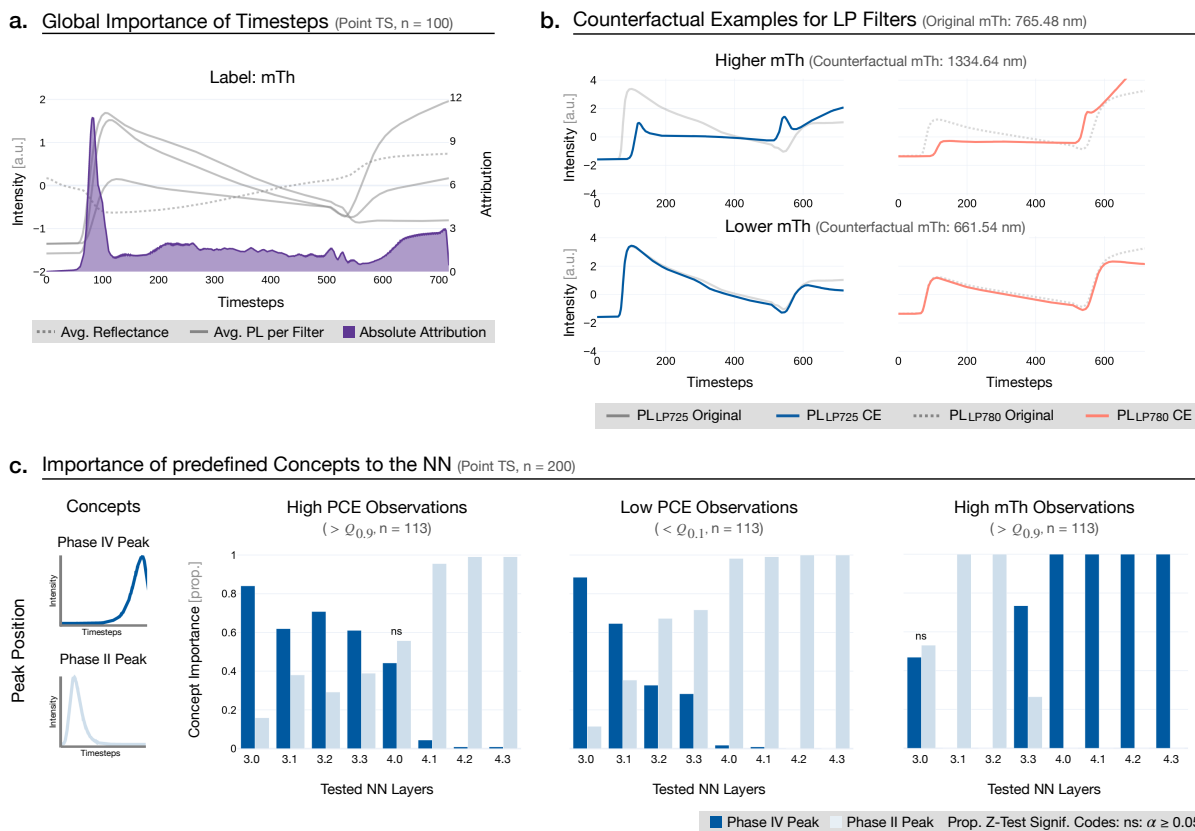 a. Global Importance of Timesteps (Point TS, n = 100)
Label: mTh
Intensity [a.u.]
2
1
0
−1
−2
12
9
6
3
0
Attribution
0 100 200 300 400 500 600 700
Timesteps
Avg. Reflectance Avg. PL per Filter Absolute Attribution
b. Counterfactual Examples for LP Filters (Original mTh: 765.48 nm)
Higher mTh (Counterfactual mTh: 1334.64 nm)
Intensity [a.u.]
4
2
0
−2
−4
0 200 400 600
0 200 400 600
Lower mTh (Counterfactual mTh: 661.54 nm)
Intensity [a.u.]
4
2
0
−2
−4
0 200 400 600
0 200 400 600
Timesteps Timesteps
PL LP725 Original PL LP725 CE PL LP780 Original PL LP780 CE
c. Importance of predefined Concepts to the NN (Point TS, n = 200)
Concepts
Peak Position
Phase IV Peak
Intensity
Timesteps
Phase II Peak
Intensity
Timesteps
High PCE Observations
( > Q0.9, n = 113)
Concept Importance [prop.]
1
0.8
0.6
0.4
0.2
0
ns
3.0 3.1 3.2 3.3 4.0 4.1 4.2 4.3
Tested NN Layers
Low PCE Observations
( < Q0.1, n = 113)
3.0 3.1 3.2 3.3 4.0 4.1 4.2 4.3
Tested NN Layers
High mTh Observations
( > Q0.9, n = 113)
ns
3.0 3.1 3.2 3.3 4.0 4.1 4.2 4.3
Tested NN Layers
Phase IV Peak Phase II Peak Prop. Z-Test Signif. Codes: ns: α ≥ 0.05